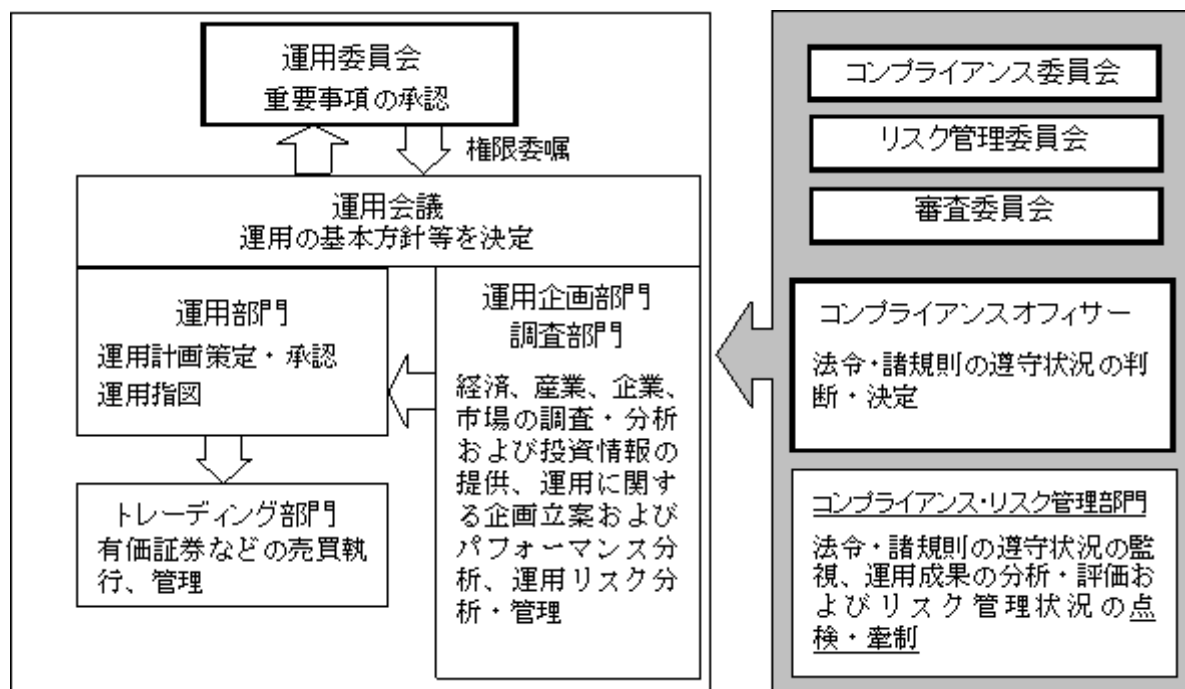 運用委員会
重要事項の承認
権限委嘱
運用会議
運用の基本方針等を決定
運用部門
運用計画策定・承認
運用指図
トレーディング部門
有価証券などの売買執
行、管理
運用企画部門
調査部門
経済、産業、企業、
市場の調査・分析
および投資情報の
提供、運用に関す
る企画立案および
パフォーマンス分
析、運用リスク分
析・管理
コンプライアンス委員会
リスク管理委員会
審査委員会
コンプライアンスオフィサー
法令・諸規則の遵守状況の判
断・決定
コンプライアンス・リスク管理部門
法令・諸規則の遵守状況の監
視、運用成果の分析・評価お
よびリスク管理状況の点
検・牽制